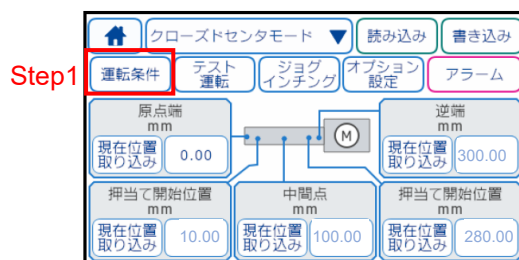 クローズドセンタモード ▼
読み込み
書き込み
Step1
運転条件
テスト
運転
ジョグ
インチング
オプション
設定
アラーム
原点端
mm
現在位置
取り込み
0.00
M
逆端
mm
現在位置
取り込み
300.00
押当て開始位置
mm
現在位置
取り込み
10.00
中間点
mm
現在位置
取り込み
100.00
押当て開始位置
mm
現在位置
取り込み
280.00